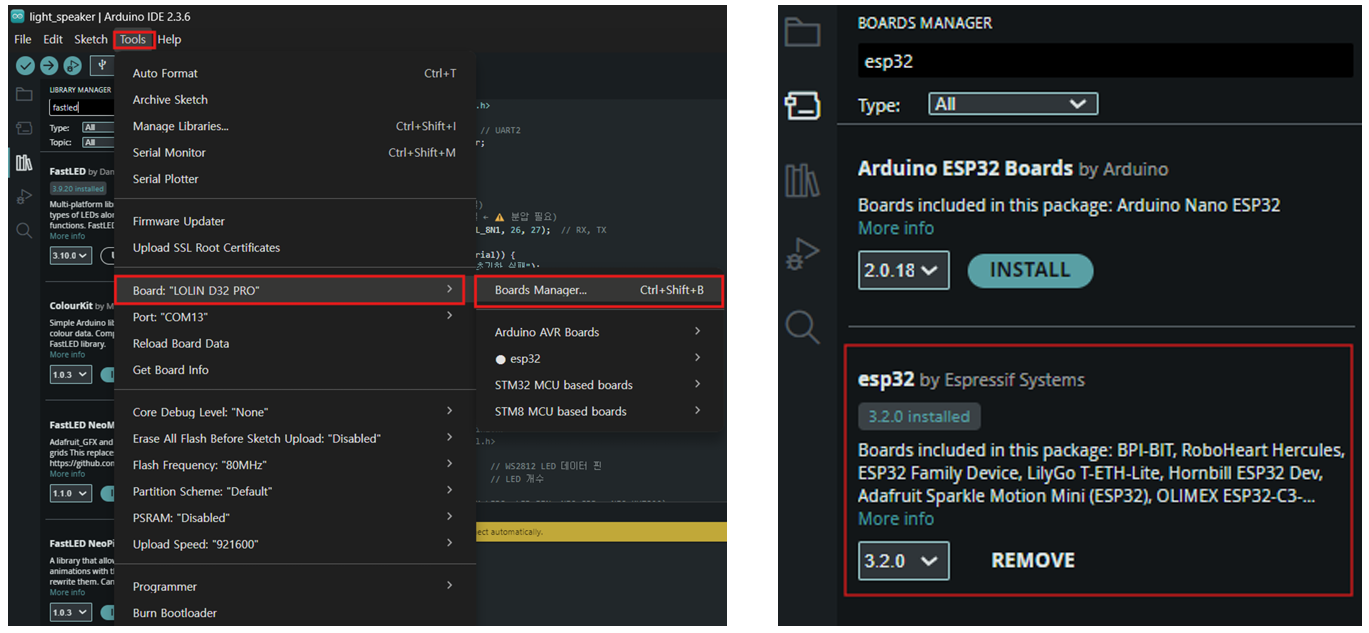 light_speaker | Arduino IDE 2.3.6
File Edit Sketch Tools Help
LIBRARY MANAGER
fastled
Type: All
Topic: All
FastLED by Dan
3.9.20 installed
Multi-platform lib
types of LEDs alon
functions. FastLED
More info
3.10.0
ColourKit by M
Simple Arduino lib
colour data. Comp
FastLED library.
More info
1.0.3
FastLED NeoM
Adafruit_GFX and
grids This replace
https://github.com
More info
1.1.0
FastLED NeoPi
A library that allow
animations with t
rewrite them. Can
More info
1.0.3
Auto Format Ctrl+T
Archive Sketch
Manage Libraries... Ctrl+Shift+I
Serial Monitor Ctrl+Shift+M
Serial Plotter
Firmware Updater
Upload SSL Root Certificates
Board: "LOLIN D32 PRO"
Port: "COM13"
Reload Board Data
Get Board Info
Core Debug Level: "None"
Erase All Flash Before Sketch Upload: "Disabled"
Flash Frequency: "80MHz"
Partition Scheme: "Default"
PSRAM: "Disabled"
Upload Speed: "921600"
Programmer
Burn Bootloader
.h>
// UART2
r;
)
← ⚠ 분압 필요)
L_8N1, 26, 27); // RX, TX
rial)) {
Boards Manager... Ctrl+Shift+B
Arduino AVR Boards
esp32
STM32 MCU based boards
STM8 MCU based boards
l.h>
// WS2812 LED 데이터 핀
// LED 개수
ect automatically.
BOARDS MANAGER
esp32
Type: All
Arduino ESP32 Boards by Arduino
Boards included in this package: Arduino Nano ESP32
More info
2.0.18 INSTALL
esp32 by Espressif Systems
3.2.0 installed
Boards included in this package: BPI-BIT, RoboHeart Hercules,
ESP32 Family Device, LilyGo T-ETH-Lite, Hornbill ESP32 Dev,
Adafruit Sparkle Motion Mini (ESP32), OLIMEX ESP32-C3-...
More info
3.2.0 REMOVE